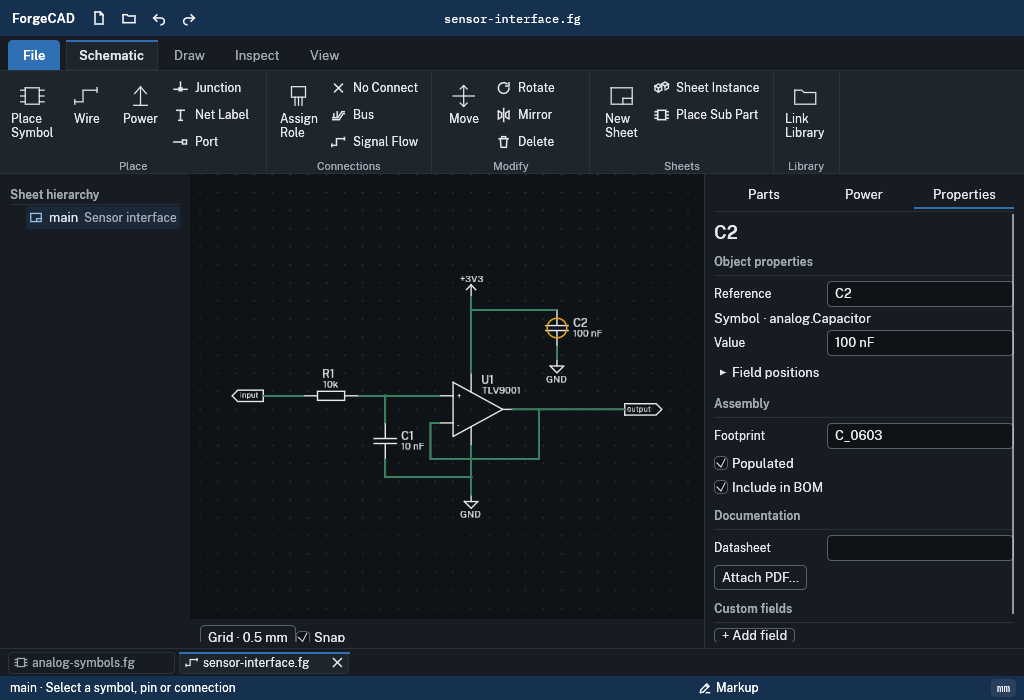 ForgeCAD
sensor-interface.fg
File Schematic Draw Inspect View
Place Symbol
Wire
Power
Junction
Net Label
Port
Place
Assign Role
No Connect
Bus
Signal Flow
Connections
Move
Rotate
Mirror
Delete
Modify
New Sheet
Sheet Instance
Place Sub Part
Sheets
Link Library
Library
Sheet hierarchy
main Sensor interface
+3V3
C2
100 nF
GND
R1
10k
input
U1
TLV9001
+
-
output
C1
10 nF
GND
Grid · 0.5 mm
Snap
Parts Power Properties
C2
Object properties
Reference C2
Symbol · analog.Capacitor
Value 100 nF
▸ Field positions
Assembly
Footprint C_0603
Populated
Include in BOM
Documentation
Datasheet
Attach PDF...
Custom fields
+ Add field
analog-symbols.fg
sensor-interface.fg
main · Select a symbol, pin or connection
Markup
mm